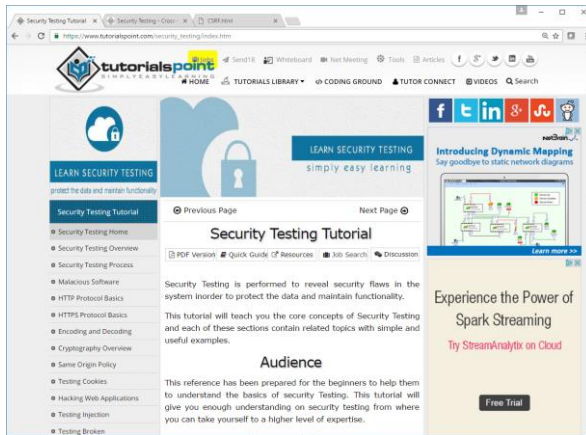 Security Testing Tutorial
Security Testing - Cross
CSRF.html
https://www.tutorialspoint.com/security_testing/index.htm
tutorialspoint
SIMPLYEASYLEARNING
Jobs
Send18
Whiteboard
Net Meeting
Tools
Articles
HOME
TUTORIALS LIBRARY
CODING GROUND
TUTOR CONNECT
VIDEOS
Search
LEARN SECURITY TESTING
protect the data and maintain functionality
Security Testing Tutorial
Security Testing Home
Security Testing Overview
Security Testing Process
Malacious Software
HTTP Protocol Basics
HTTPS Protocol Basics
Encoding and Decoding
Cryptography Overview
Same Origin Policy
Testing Cookies
Hacking Web Applications
Testing Injection
Testing Broken
LEARN SECURITY TESTING
simply easy learning
Previous Page
Next Page
Security Testing Tutorial
PDF Version
Quick Guide
Resources
Job Search
Discussion
Security Testing is performed to reveal security flaws in the
system inorder to protect the data and maintain functionality.
This tutorial will teach you the core concepts of Security Testing
and each of these sections contain related topics with simple and
useful examples.
Audience
This reference has been prepared for the beginners to help them
to understand the basics of security Testing. This tutorial will
give you enough understanding on security testing from where
you can take yourself to a higher level of expertise.
NetBrain
Introducing Dynamic Mapping
Say goodbye to static network diagrams
Learn more >>
Experience the Power of
Spark Streaming
Try StreamAnalytix on Cloud
Free Trial